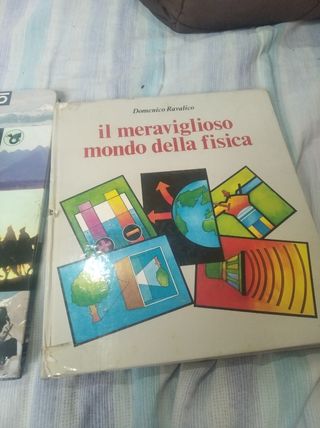 Domenico Ravalico
il meraviglioso
mondo della fisica